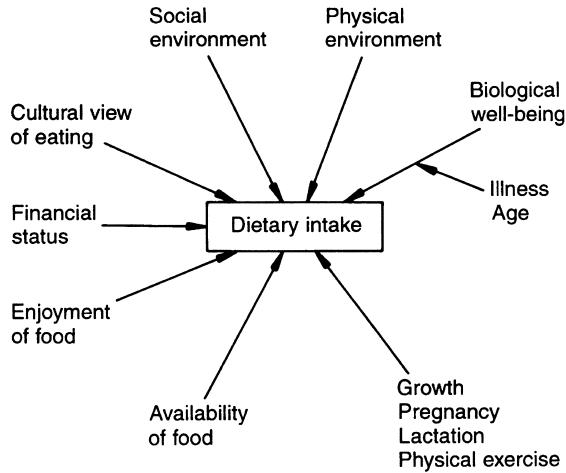 Social
environment
Physical
environment
Biological
well-being
Cultural view
of eating
Illness
Age
Financial
status
Dietary intake
Enjoyment
of food
Availability
of food
Growth
Pregnancy
Lactation
Physical exercise